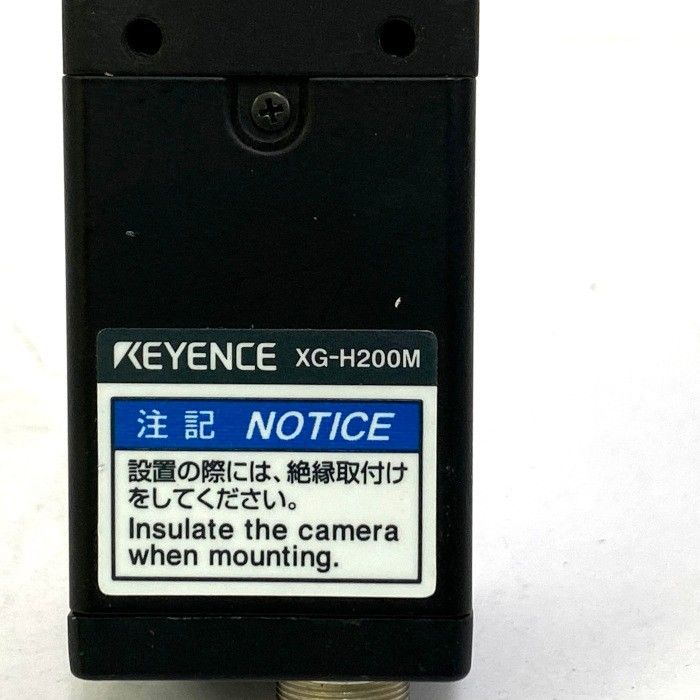 KEYENCE XG-H200M
注記 NOTICE
設置の際には、絶縁取付け
をしてください。
Insulate the camera
when mounting.